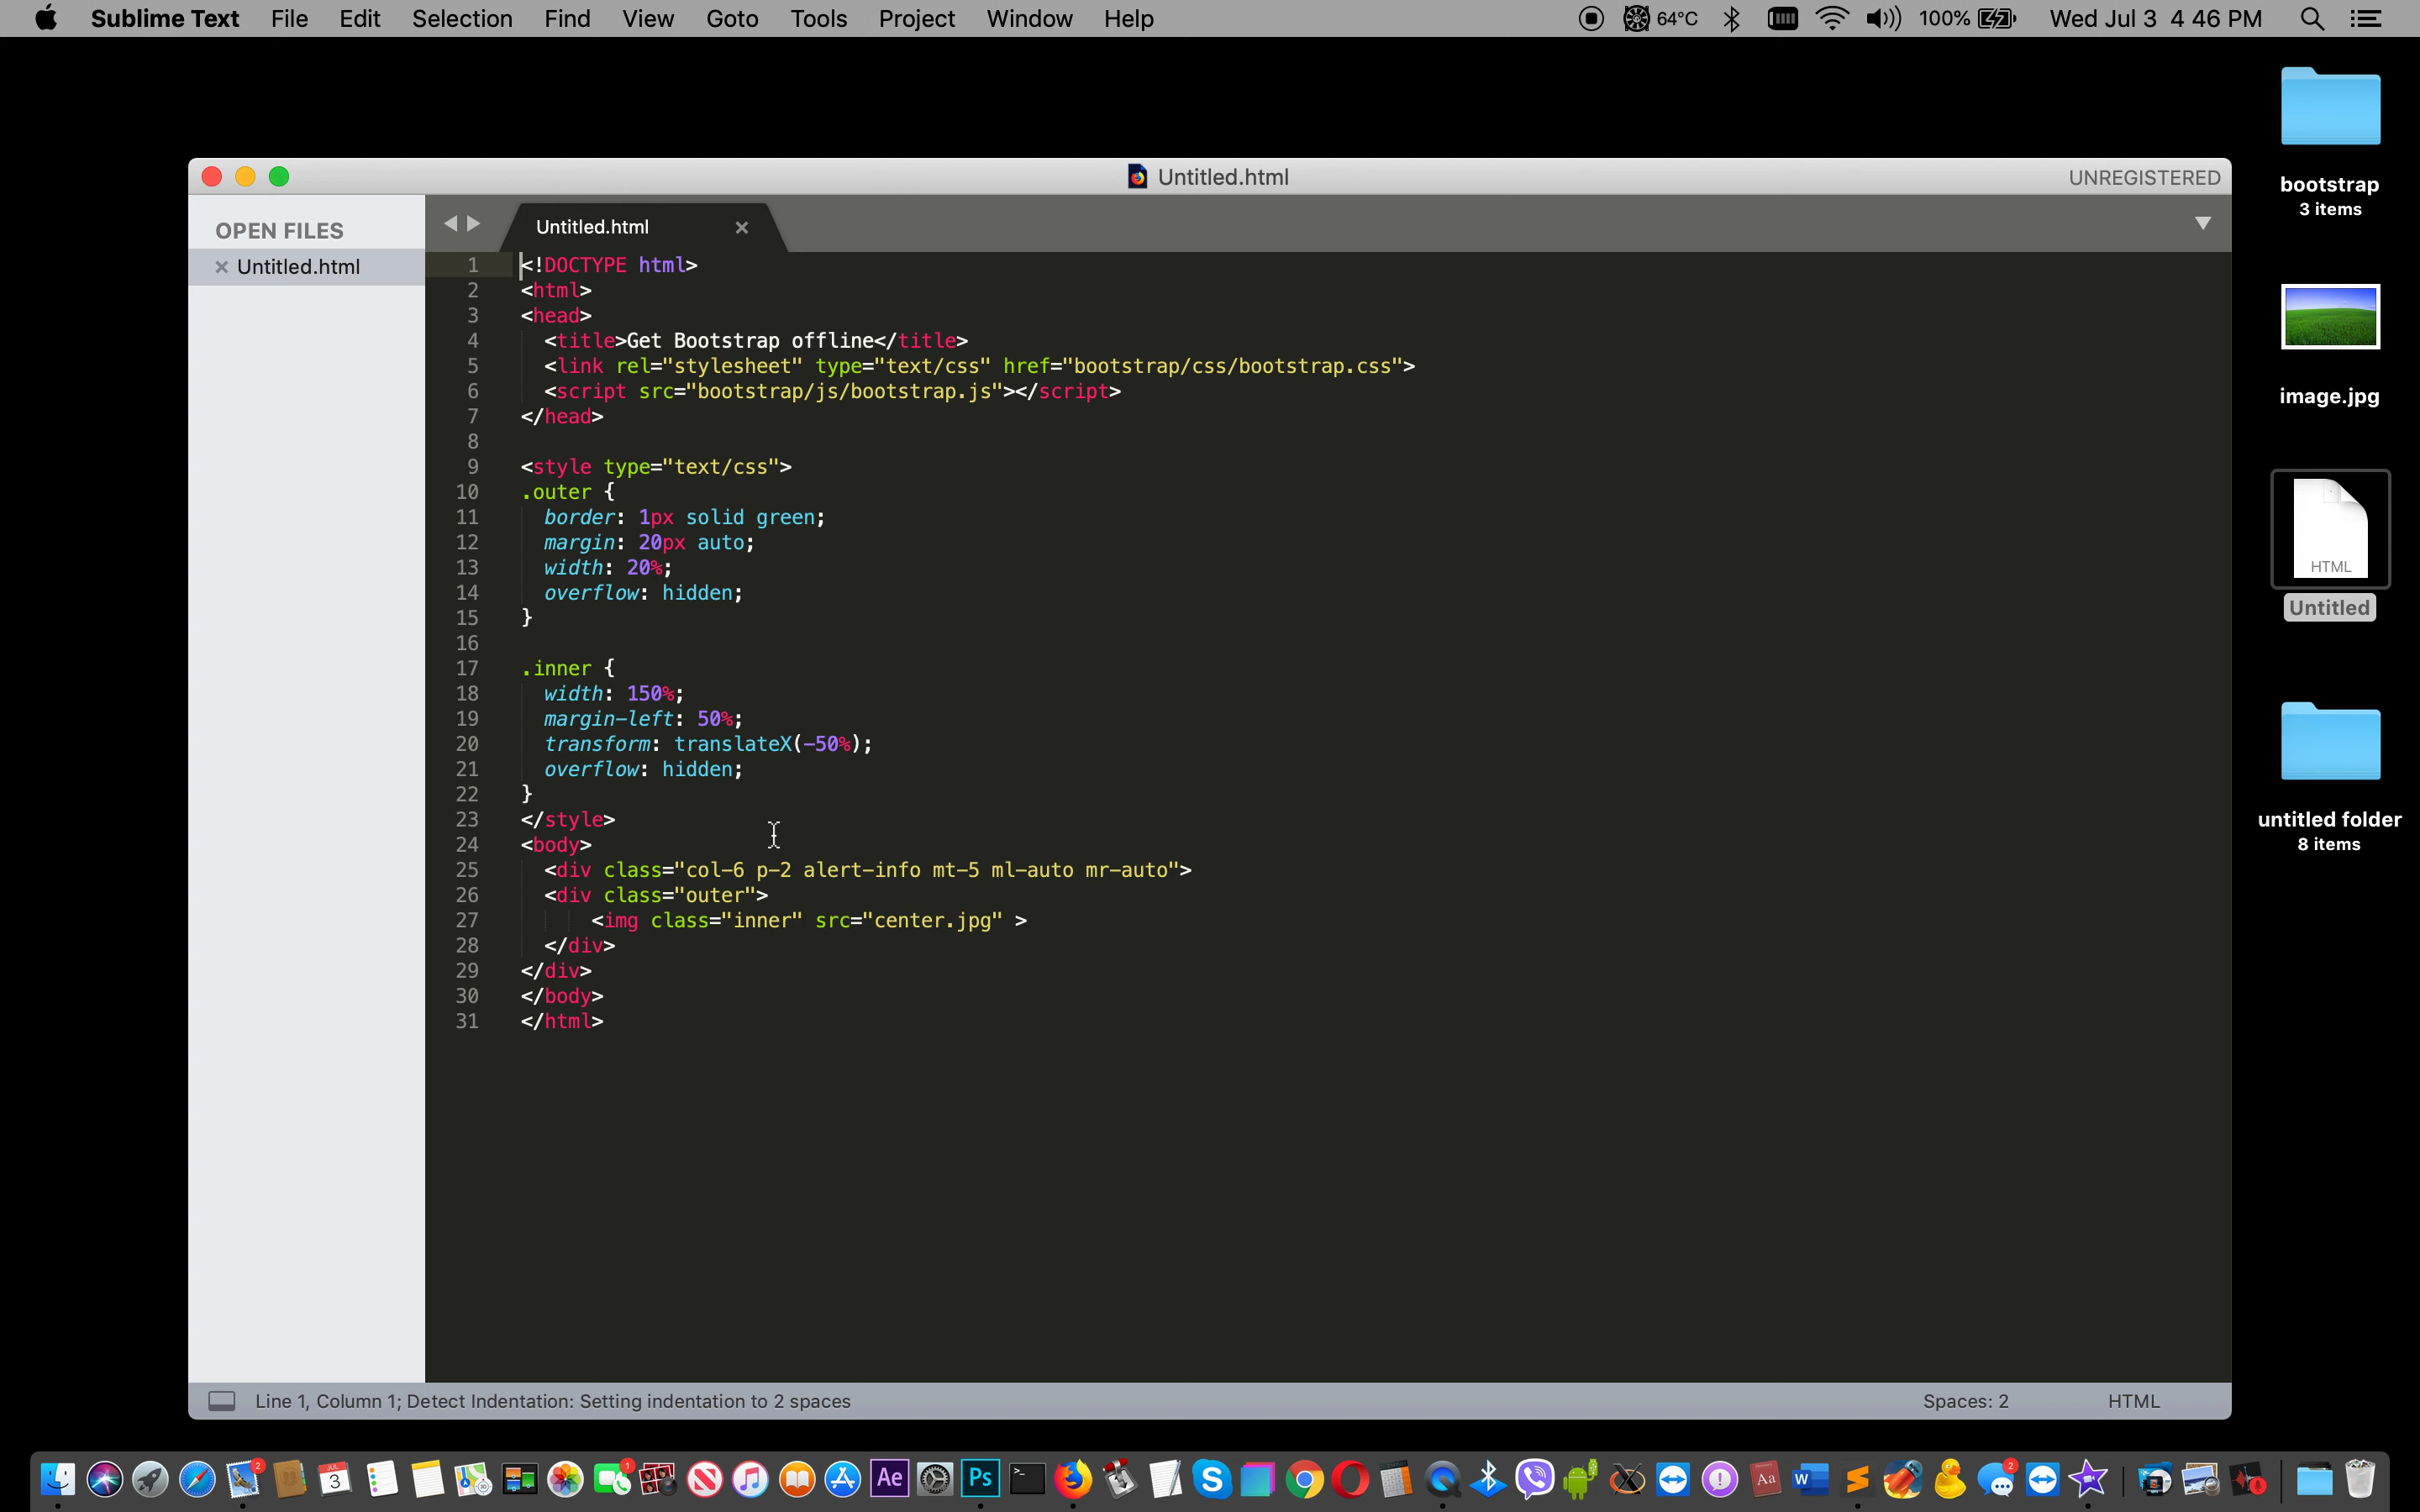 Sublime Text File Edit Selection Find View Goto Tools Project Window Help 64°C 100% Wed Jul 3 4 46 PM
bootstrap
3 items
image.jpg
HTML
Untitled
untitled folder
8 items
Untitled.html UNREGISTERED
OPEN FILES
Untitled.html
Untitled.html
1 <!DOCTYPE html>
2 <html>
3 <head>
4 <title>Get Bootstrap offline</title>
5 <link rel="stylesheet" type="text/css" href="bootstrap/css/bootstrap.css">
6 <script src="bootstrap/js/bootstrap.js"></script>
7 </head>
8
9 <style type="text/css">
10 .outer {
11 border: 1px solid green;
12 margin: 20px auto;
13 width: 20%;
14 overflow: hidden;
15 }
16
17 .inner {
18 width: 150%;
19 margin-left: 50%;
20 transform: translateX(-50%);
21 overflow: hidden;
22 }
23 </style>
24 <body>
25 <div class="col-6 p-2 alert-info mt-5 ml-auto mr-auto">
26 <div class="outer">
27 <img class="inner" src="center.jpg" >
28 </div>
29 </div>
30 </body>
31 </html>
Line 1, Column 1; Detect Indentation: Setting indentation to 2 spaces Spaces: 2 HTML
2 JUL 3 1 Ae Ps S Aa W 2